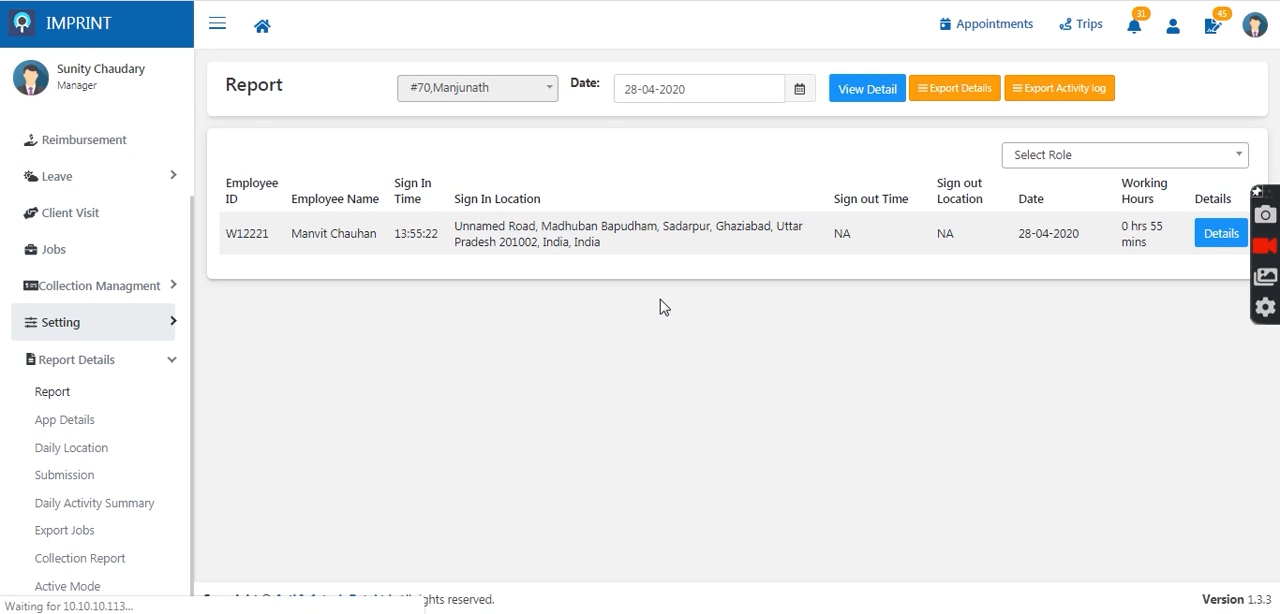 IMPRINT
Appointments
Trips
31
45
Sunity Chaudary
Manager
Reimbursement
Leave
Client Visit
Jobs
Collection Managment
Setting
Report Details
Report
App Details
Daily Location
Submission
Daily Activity Summary
Export Jobs
Collection Report
Active Mode
Waiting for 10.10.10.113...
Report
#70,Manjunath
Date:
28-04-2020
View Detail
Export Details
Export Activity log
Select Role
Employee ID
Employee Name
Sign In Time
Sign In Location
Sign out Time
Sign out Location
Date
Working Hours
Details
W12221
Manvit Chauhan
13:55:22
Unnamed Road, Madhuban Bapudham, Sadarpur, Ghaziabad, Uttar
Pradesh 201002, India, India
NA
NA
28-04-2020
0 hrs 55
mins
Details
ghts reserved.
Version 1.3.3